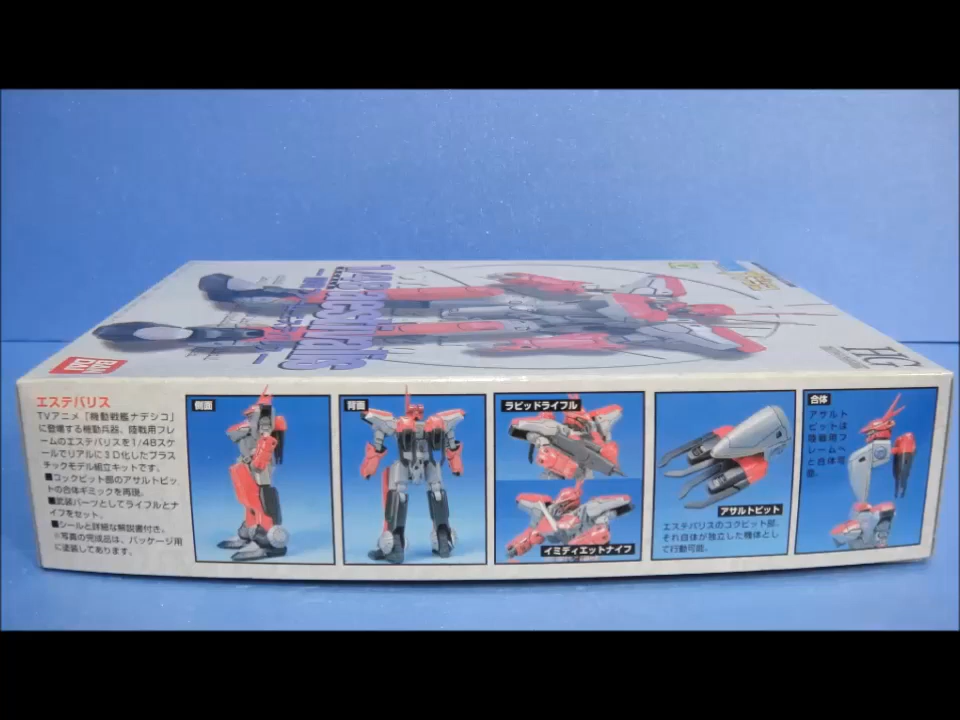 HG
BAN
DAI
エステバリス
TVアニメ「機動戦艦ナデシコ」
に登場する機動兵器、陸戦用フレ
ームのエステバリスを1/48スケ
ールでリアルに3D化したプラス
チックモデル組立キットです。
■コックピット部のアサルトピッ
トの合体ギミックを再現。
■武装パーツとしてライフルとナ
イフをセット。
■シールと詳細な解説書付き。
※写真の完成品は、パッケージ用
に塗装してあります。
側面
背面
ラピッドライフル
イミディエットナイフ
アサルトピット
エステバリスのコクピット部。
それ自体が独立した機体とし
て行動可能。
合体
アサルト
ピットは
陸戦用フ
レームへ
と合体可
能。